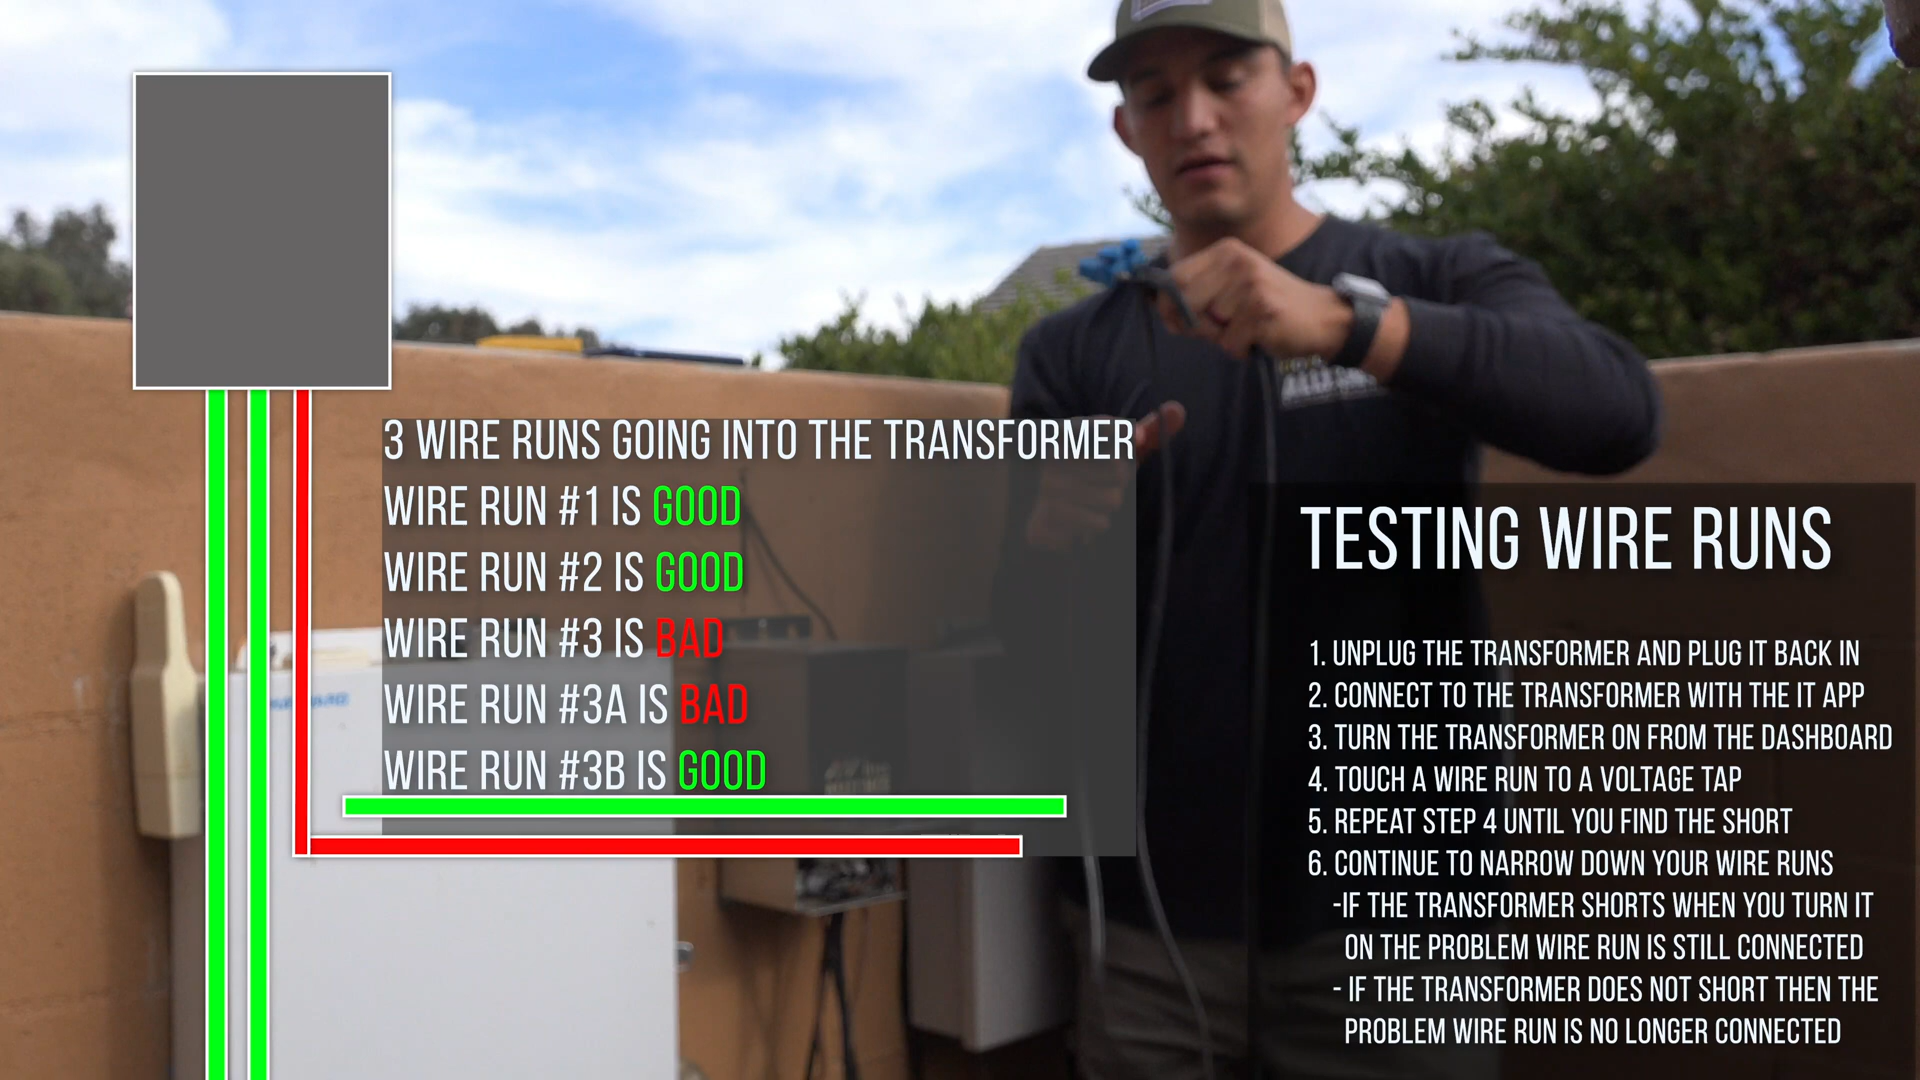 3 WIRE RUNS GOING INTO THE TRANSFORMER
WIRE RUN #1 IS GOOD
WIRE RUN #2 IS GOOD
WIRE RUN #3 IS BAD
WIRE RUN #3A IS BAD
WIRE RUN #3B IS GOOD
TESTING WIRE RUNS
1. UNPLUG THE TRANSFORMER AND PLUG IT BACK IN
2. CONNECT TO THE TRANSFORMER WITH THE IT APP
3. TURN THE TRANSFORMER ON FROM THE DASHBOARD
4. TOUCH A WIRE RUN TO A VOLTAGE TAP
5. REPEAT STEP 4 UNTIL YOU FIND THE SHORT
6. CONTINUE TO NARROW DOWN YOUR WIRE RUNS
-IF THE TRANSFORMER SHORTS WHEN YOU TURN IT
ON THE PROBLEM WIRE RUN IS STILL CONNECTED
- IF THE TRANSFORMER DOES NOT SHORT THEN THE
PROBLEM WIRE RUN IS NO LONGER CONNECTED